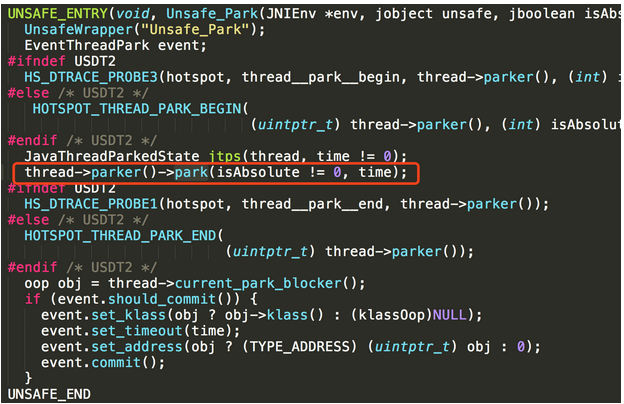 UNSAFE_ENTRY(void, Unsafe_Park(JNIEnv *env, jobject unsafe, jboolean isAbs
  UnsafeWrapper("Unsafe_Park");
  EventThreadPark event;
#ifndef USDT2
  HS_DTRACE_PROBE3(hotspot, thread__park__begin, thread->parker(), (int) i
#else /* USDT2 */
   HOTSPOT_THREAD_PARK_BEGIN(
                             (uintptr_t) thread->parker(), (int) isAbsolut
#endif /* USDT2 */
  JavaThreadParkedState jtps(thread, time != 0);
  thread->parker()->park(isAbsolute != 0, time);
#ifndef USDT2
  HS_DTRACE_PROBE1(hotspot, thread__park__end, thread->parker());
#else /* USDT2 */
  HOTSPOT_THREAD_PARK_END(
                          (uintptr_t) thread->parker());
#endif /* USDT2 */
  oop obj = thread->current_park_blocker();
  if (event.should_commit()) {
    event.set_klass(obj ? obj->klass() : (klassOop)NULL);
    event.set_timeout(time);
    event.set_address(obj ? (TYPE_ADDRESS) (uintptr_t) obj : 0);
    event.commit();
  }
UNSAFE_END